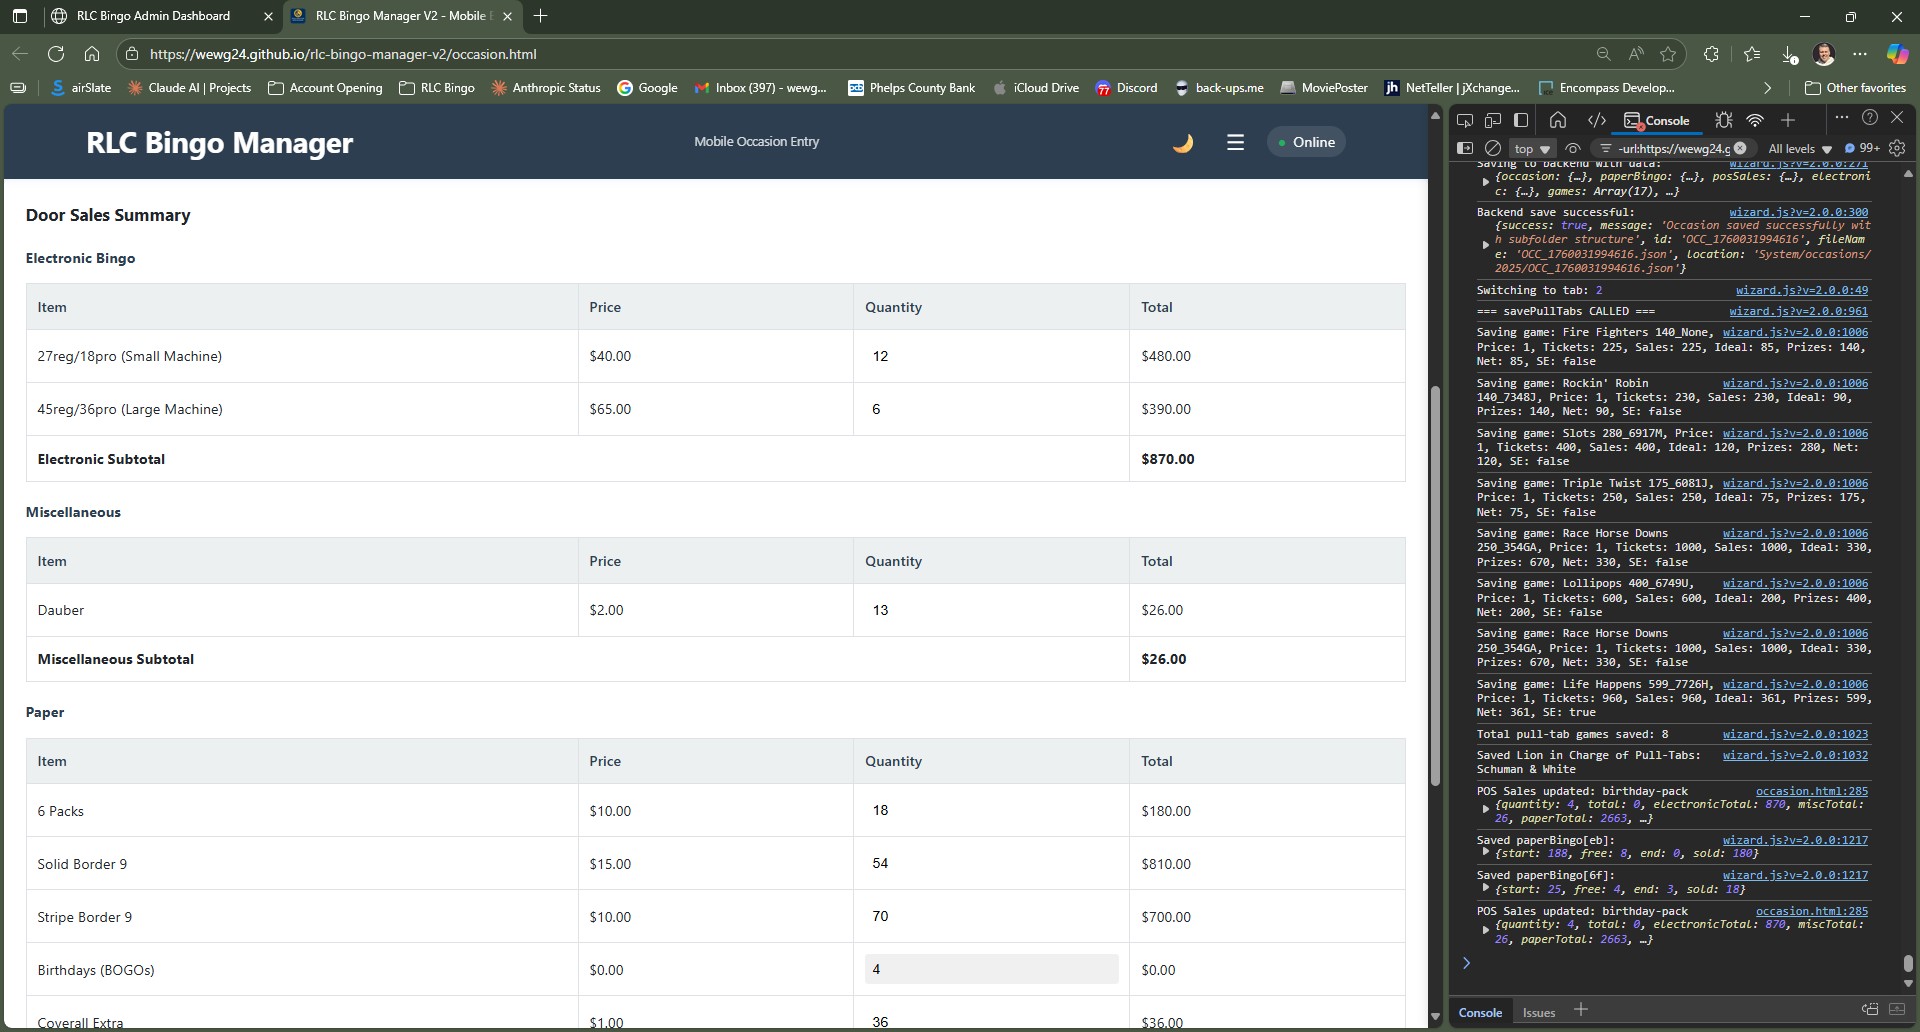 RLC Bingo Admin Dashboard
RLC Bingo Manager V2 - Mobile
https://wewg24.github.io/rlc-bingo-manager-v2/occasion.html
airSlate
Claude AI | Projects
Account Opening
RLC Bingo
Anthropic Status
Google
Inbox (397) - wewg...
Phelps County Bank
iCloud Drive
Discord
back-ups.me
MoviePoster
NetTeller | jXchange...
Encompass Develop...
Other favorites
RLC Bingo Manager
Mobile Occasion Entry
Online
Door Sales Summary
Electronic Bingo
Item Price Quantity Total
27reg/18pro (Small Machine) $40.00 12 $480.00
45reg/36pro (Large Machine) $65.00 6 $390.00
Electronic Subtotal $870.00
Miscellaneous
Item Price Quantity Total
Dauber $2.00 13 $26.00
Miscellaneous Subtotal $26.00
Paper
Item Price Quantity Total
6 Packs $10.00 18 $180.00
Solid Border 9 $15.00 54 $810.00
Stripe Border 9 $10.00 70 $700.00
Birthdays (BOGOs) $0.00 4 $0.00
Coverall Extra $1.00 36 $36.00
Console
top
-url:https://wewg24.g
All levels
99+
Saving to backend with data: wizard.js?v=2.0.0:271
{occasion: {…}, paperBingo: {…}, posSales: {…}, electroni
c: {…}, games: Array(17), …}
Backend save successful: wizard.js?v=2.0.0:300
{success: true, message: 'Occasion saved successfully wit
h subfolder structure', id: 'OCC_1760031994616', fileNam
e: 'OCC_1760031994616.json', location: 'System/occasions/
2025/OCC_1760031994616.json'}
Switching to tab: 2 wizard.js?v=2.0.0:49
=== savePullTabs CALLED === wizard.js?v=2.0.0:961
Saving game: Fire Fighters 140_None, wizard.js?v=2.0.0:1006
Price: 1, Tickets: 225, Sales: 225, Ideal: 85, Prizes: 140,
Net: 85, SE: false
Saving game: Rockin' Robin wizard.js?v=2.0.0:1006
140_7348J, Price: 1, Tickets: 230, Sales: 230, Ideal: 90,
Prizes: 140, Net: 90, SE: false
Saving game: Slots 280_6917M, Price: wizard.js?v=2.0.0:1006
1, Tickets: 400, Sales: 400, Ideal: 120, Prizes: 280, Net:
120, SE: false
Saving game: Triple Twist 175_6081J, wizard.js?v=2.0.0:1006
Price: 1, Tickets: 250, Sales: 250, Ideal: 75, Prizes: 175,
Net: 75, SE: false
Saving game: Race Horse Downs wizard.js?v=2.0.0:1006
250_354GA, Price: 1, Tickets: 1000, Sales: 1000, Ideal: 330,
Prizes: 670, Net: 330, SE: false
Saving game: Lollipops 400_6749U, wizard.js?v=2.0.0:1006
Price: 1, Tickets: 600, Sales: 600, Ideal: 200, Prizes: 400,
Net: 200, SE: false
Saving game: Race Horse Downs wizard.js?v=2.0.0:1006
250_354GA, Price: 1, Tickets: 1000, Sales: 1000, Ideal: 330,
Prizes: 670, Net: 330, SE: false
Saving game: Life Happens 599_7726H, wizard.js?v=2.0.0:1006
Price: 1, Tickets: 960, Sales: 960, Ideal: 361, Prizes: 599,
Net: 361, SE: true
Total pull-tab games saved: 8 wizard.js?v=2.0.0:1023
Saved Lion in Charge of Pull-Tabs: wizard.js?v=2.0.0:1032
Schuman & White
POS Sales updated: birthday-pack occasion.html:285
{quantity: 4, total: 0, electronicTotal: 870, miscTotal:
26, paperTotal: 2663, …}
Saved paperBingo[eb]: wizard.js?v=2.0.0:1217
{start: 188, free: 8, end: 0, sold: 180}
Saved paperBingo[6f]: wizard.js?v=2.0.0:1217
{start: 25, free: 4, end: 3, sold: 18}
POS Sales updated: birthday-pack occasion.html:285
{quantity: 4, total: 0, electronicTotal: 870, miscTotal:
26, paperTotal: 2663, …}
Console
Issues